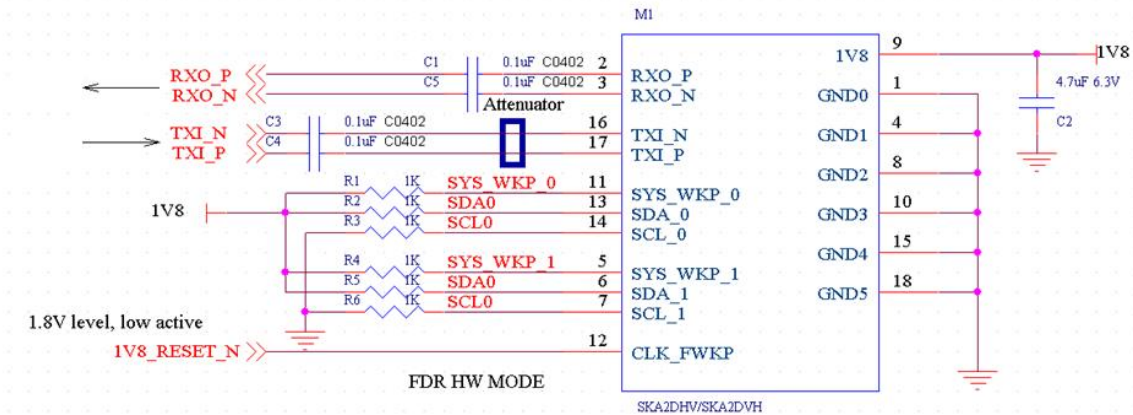 M1
RXO_P
RXO_N
C1 0.1uF C0402 2
C5 0.1uF C0402 3
RXO_P
RXO_N
Attenuator
TXI_N
TXI_P
C3 0.1uF C0402 16
C4 0.1uF C0402 17
TXI_N
TXI_P
1V8
R1 1K SYS_WKP_0 11 SYS_WKP_0
R2 1K SDA0 13 SDA_0
R3 1K SCL0 14 SCL_0
R4 1K SYS_WKP_1 5 SYS_WKP_1
R5 1K SDA0 6 SDA_1
R6 1K SCL0 7 SCL_1
1.8V level, low active
1V8_RESET_N 12 CLK_FWKP
FDR HW MODE
1V8 9 1V8
4.7uF 6.3V
C2
GND0 1
GND1 4
GND2 8
GND3 10
GND4 15
GND5 18
SKA2DHV/SKA2DVH